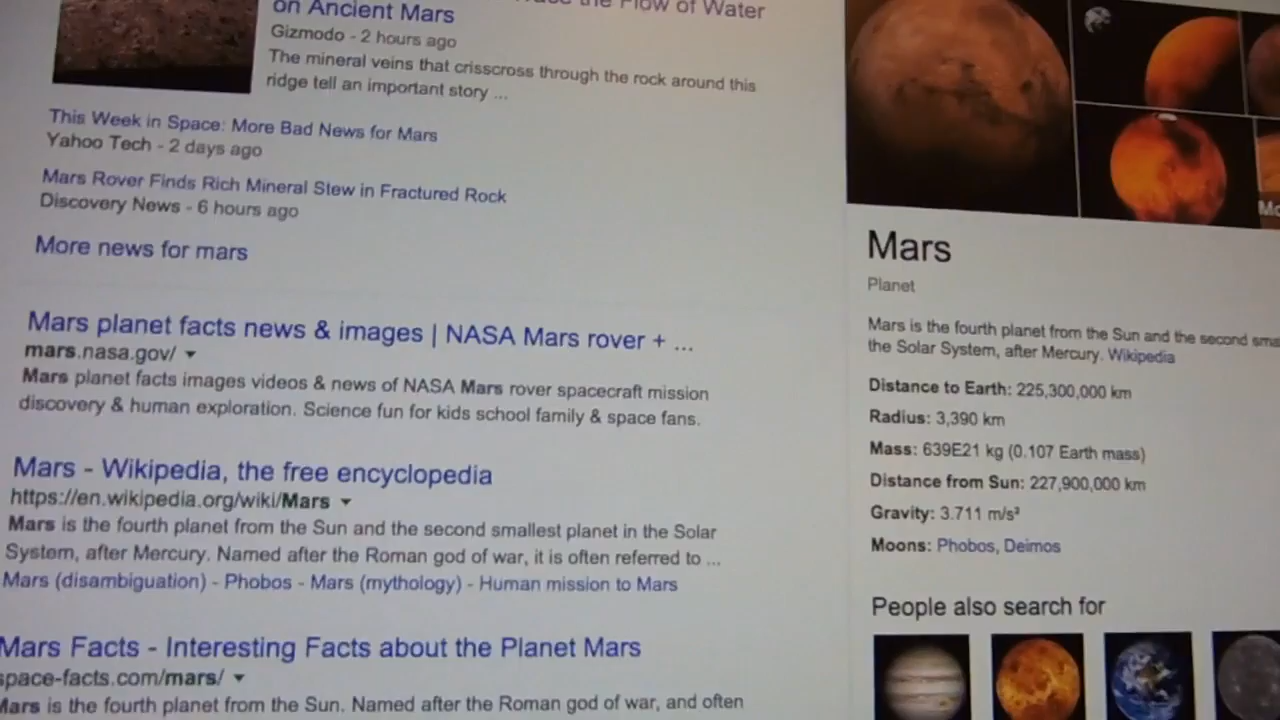 the Flow of Water
on Ancient Mars
Gizmodo - 2 hours ago
The mineral veins that crisscross through the rock around this
ridge tell an important story ...
This Week in Space: More Bad News for Mars
Yahoo Tech - 2 days ago
Mars Rover Finds Rich Mineral Stew in Fractured Rock
Discovery News - 6 hours ago
More news for mars
Mars planet facts news & images | NASA Mars rover + ...
mars.nasa.gov/
Mars planet facts images videos & news of NASA Mars rover spacecraft mission
discovery & human exploration. Science fun for kids school family & space fans.
Mars - Wikipedia, the free encyclopedia
https://en.wikipedia.org/wiki/Mars
Mars is the fourth planet from the Sun and the second smallest planet in the Solar
System, after Mercury. Named after the Roman god of war, it is often referred to ...
Mars (disambiguation) - Phobos - Mars (mythology) - Human mission to Mars
Mars Facts - Interesting Facts about the Planet Mars
space-facts.com/mars/
Mars is the fourth planet from the Sun. Named after the Roman god of war, and often
Mars
Planet
Mars is the fourth planet from the Sun and the second sma
the Solar System, after Mercury. Wikipedia
Distance to Earth: 225,300,000 km
Radius: 3,390 km
Mass: 639E21 kg (0.107 Earth mass)
Distance from Sun: 227,900,000 km
Gravity: 3.711 m/s²
Moons: Phobos, Deimos
People also search for